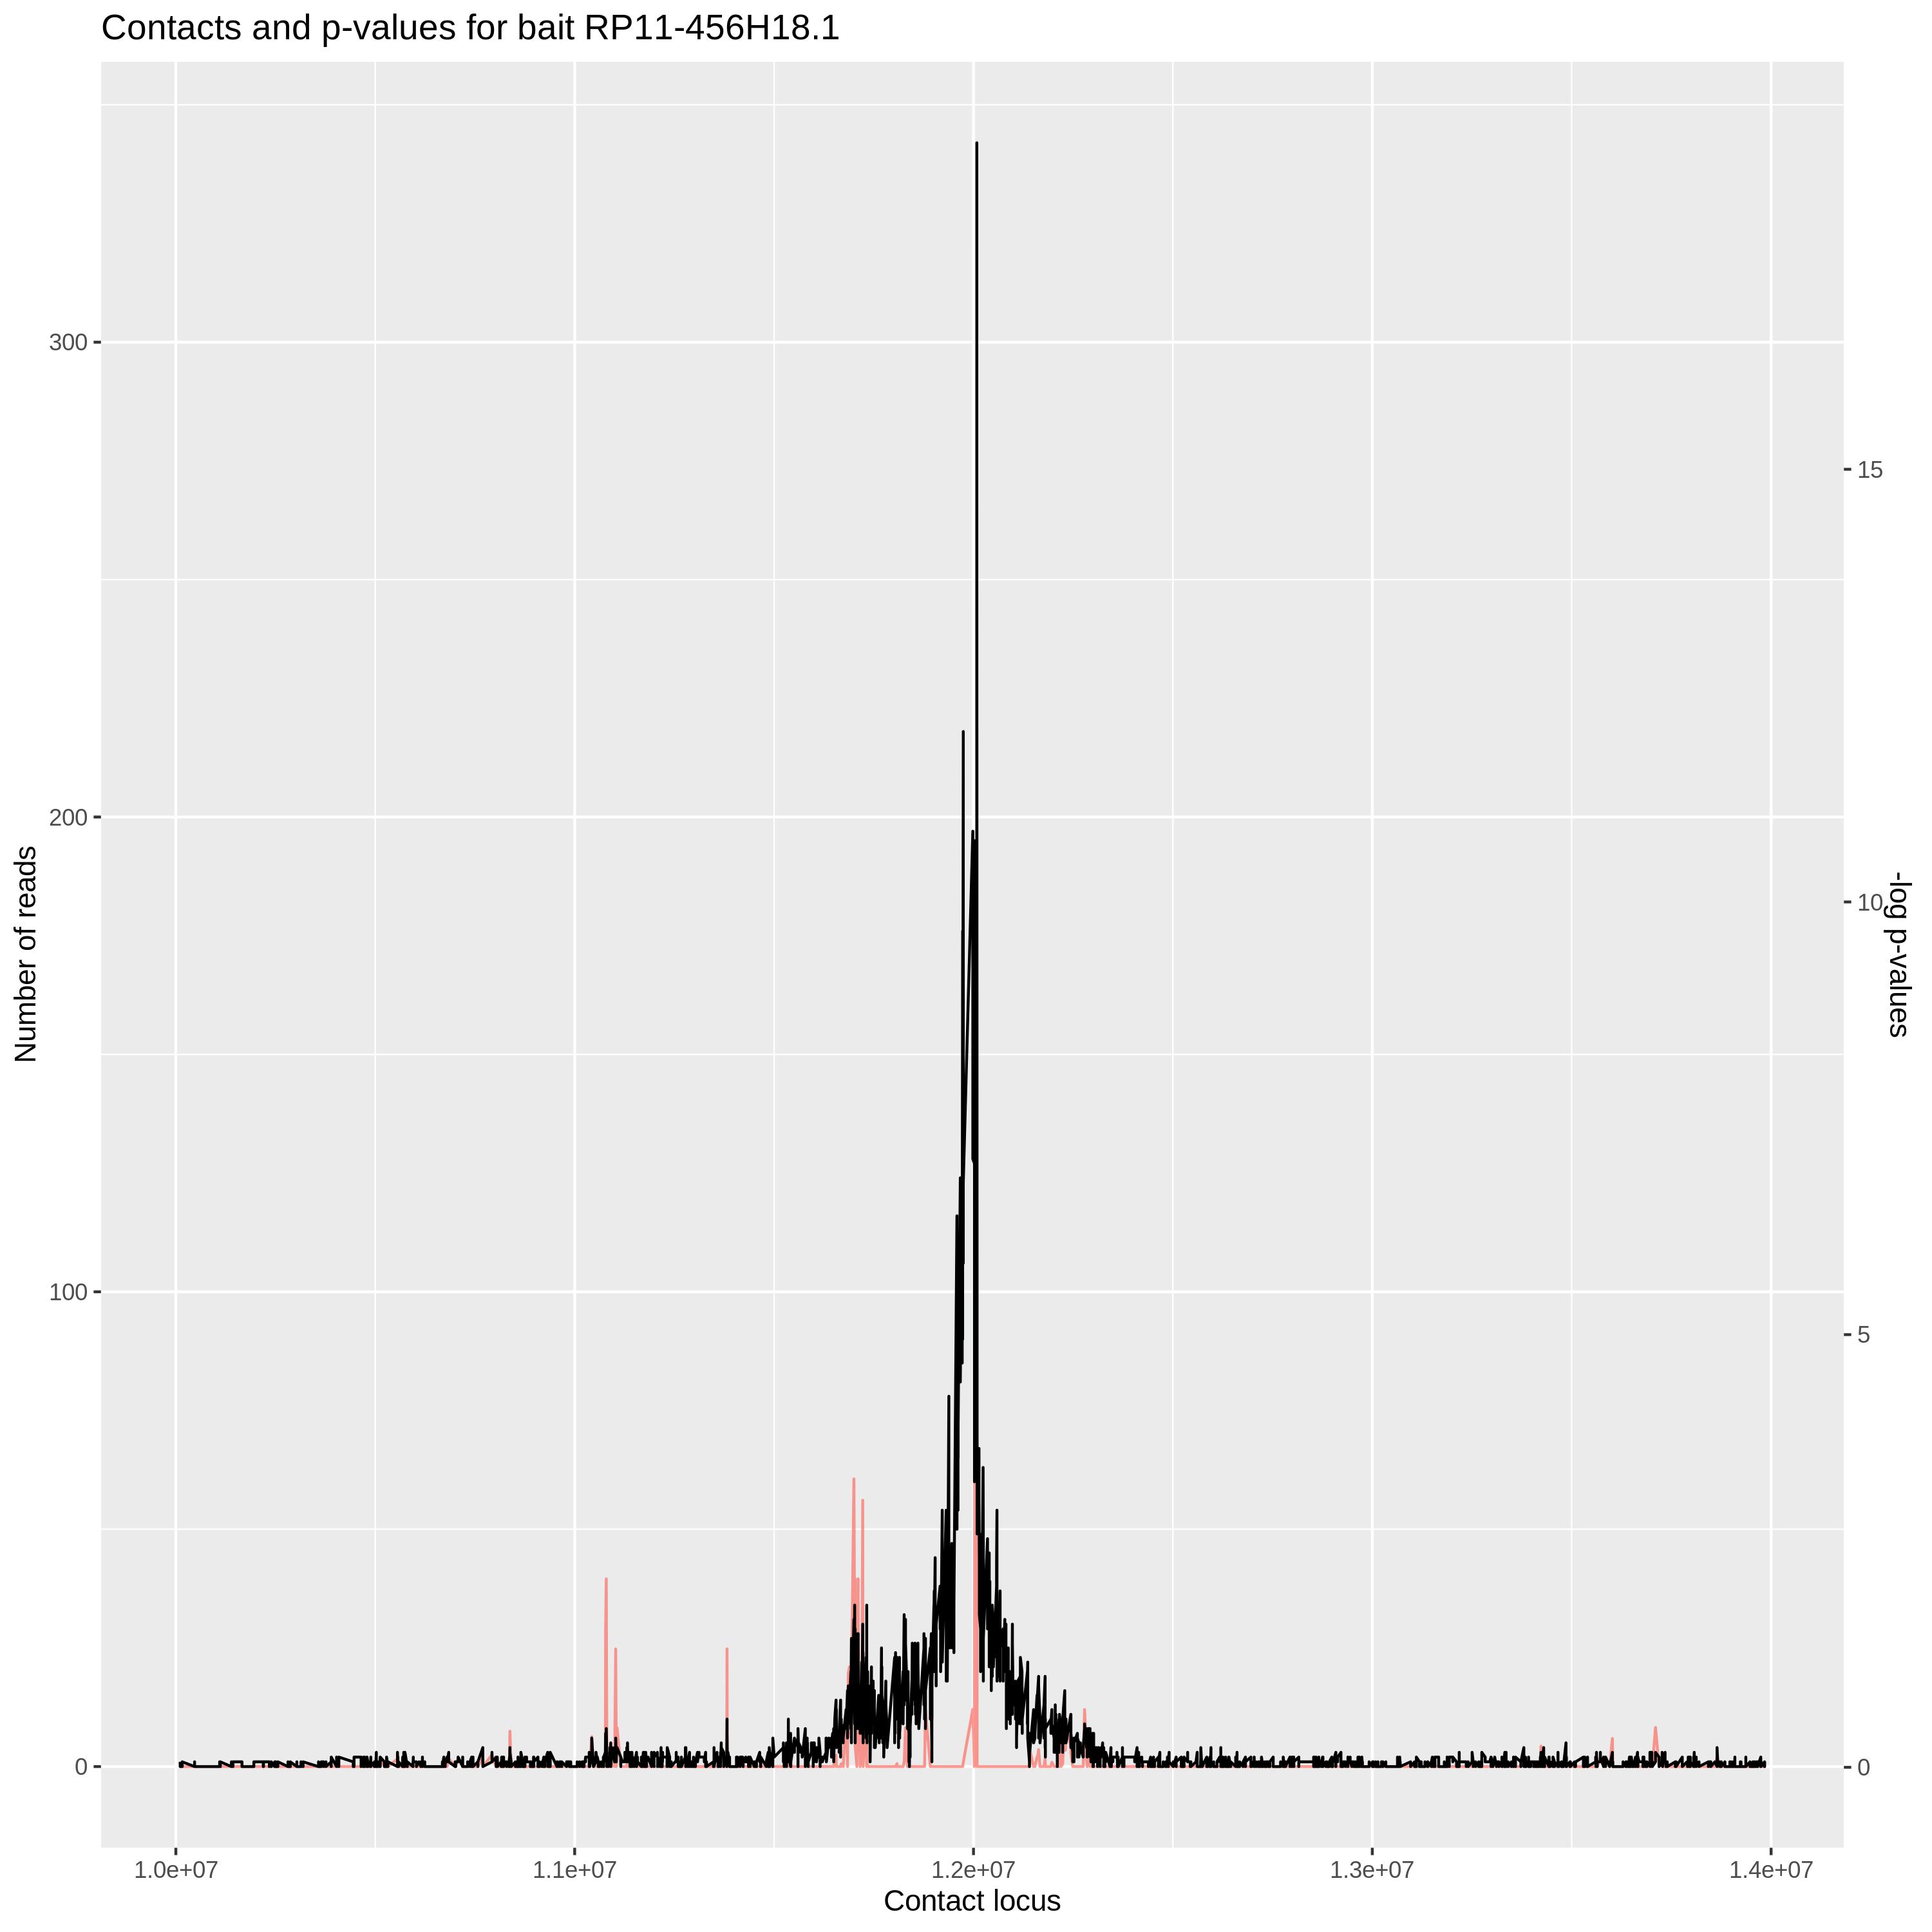 Contacts and p-values for bait RP11-456H18.1
300
200
100
0
Number of reads
15
10
5
0
-log p-values
1.0e+07
1.1e+07
1.2e+07
1.3e+07
1.4e+07
Contact locus